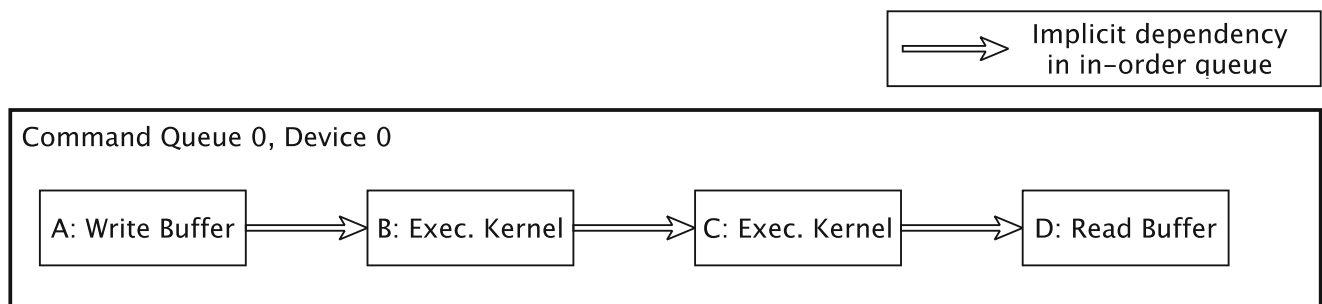 Implicit dependency
in in-order queue
Command Queue 0, Device 0
A: Write Buffer
B: Exec. Kernel
C: Exec. Kernel
D: Read Buffer